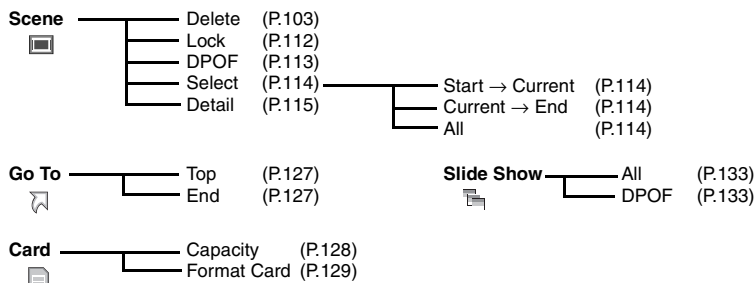 Scene Delete (P.103)
Lock (P.112)
DPOF (P.113)
Select (P.114) Start → Current (P.114)
Detail (P.115) Current → End (P.114)
All (P.114)
Go To Top (P.127) Slide Show All (P.133)
End (P.127) DPOF (P.133)
Card Capacity (P.128)
Format Card (P.129)